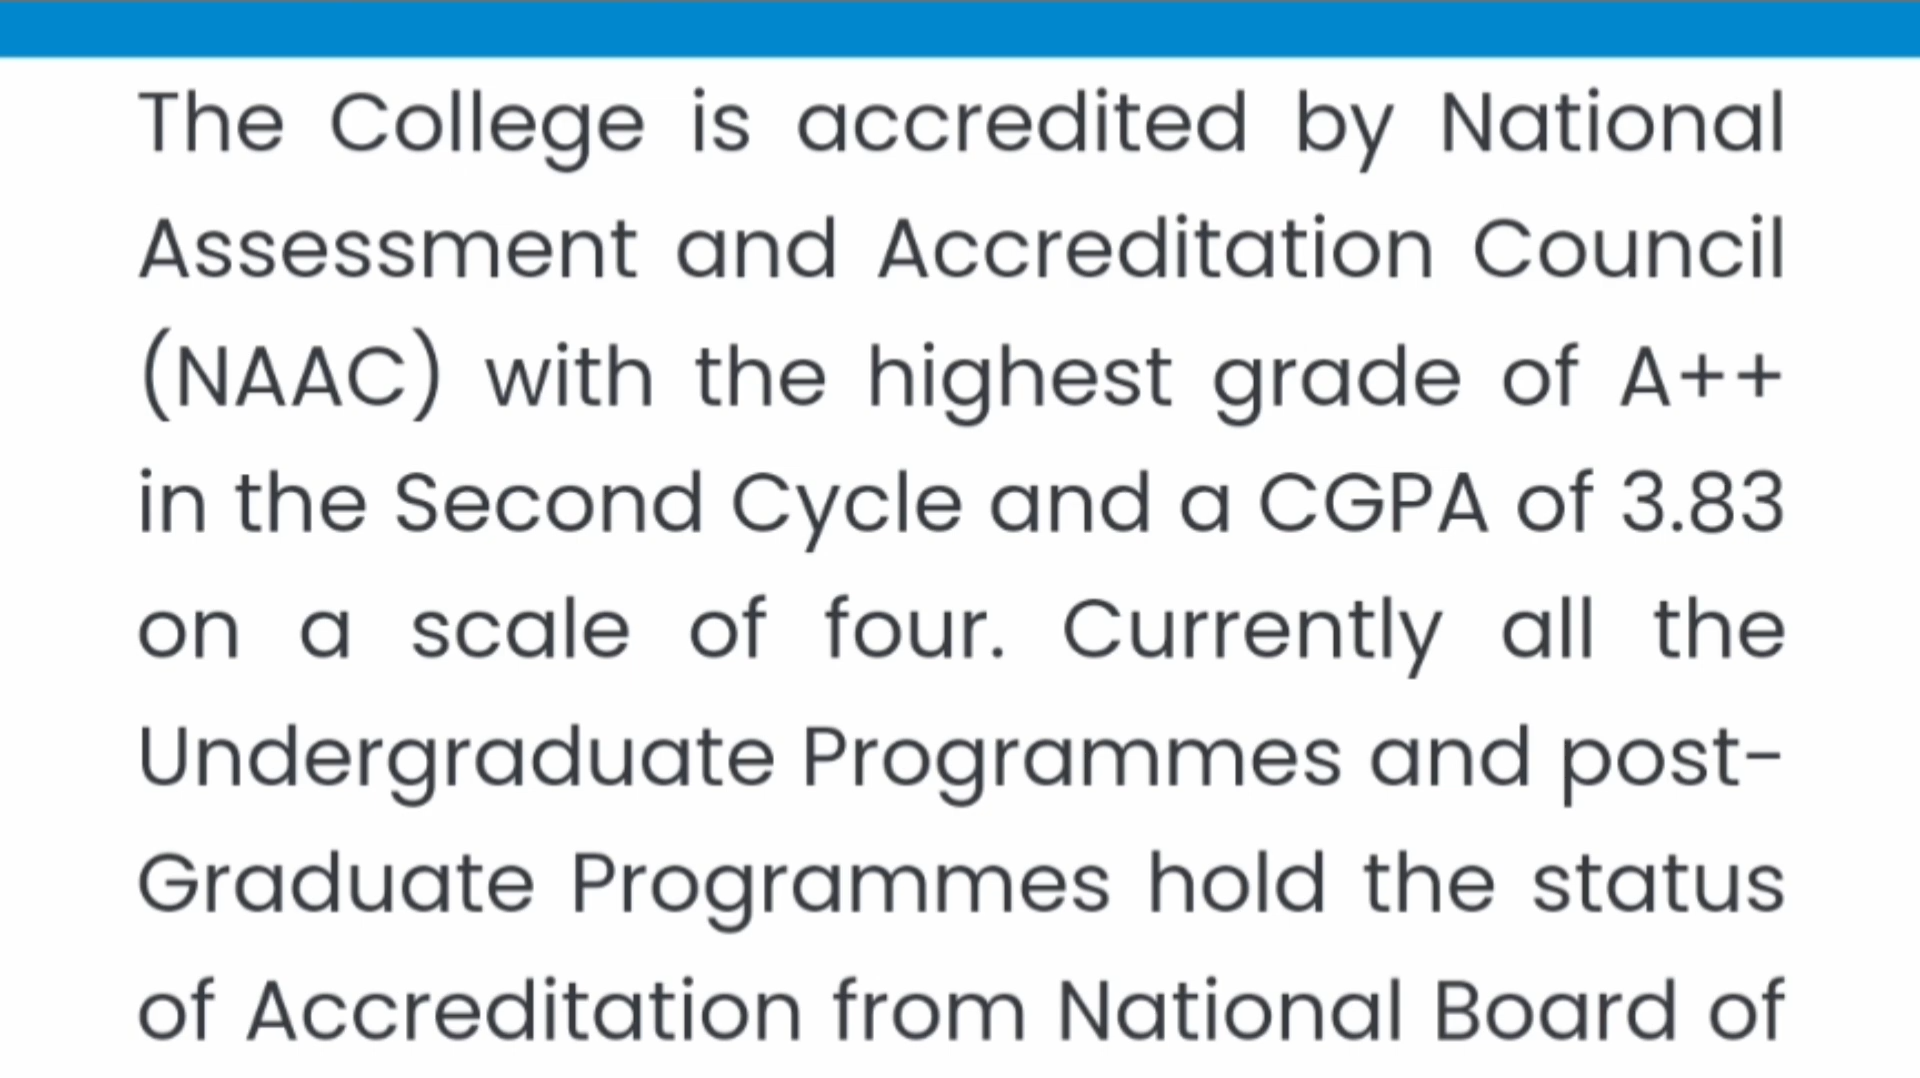 The College is accredited by National
Assessment and Accreditation Council
(NAAC) with the highest grade of A++
in the Second Cycle and a CGPA of 3.83
on a scale of four. Currently all the
Undergraduate Programmes and post-
Graduate Programmes hold the status
of Accreditation from National Board of